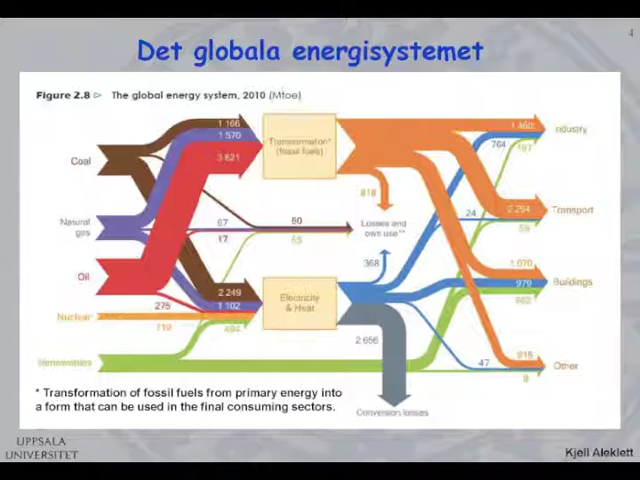 4
Det globala energisystemet
Figure 2.8 ▷ The global energy system, 2010 (Mtoe)
1 166
1 570
3 821
Transformation*
(fossil fuels)
1 460
Industry
764
197
Coal
818
Natural
gas
67
60
17
65
Losses and
own use**
24
2 264
Transport
59
368
1 070
Oil
979
Buildings
2 249
275
1 102
Electricity
& Heat
Nuclear
719
494
2 656
915
Renewables
47
Other
8
* Transformation of fossil fuels from primary energy into
a form that can be used in the final consuming sectors.
Conversion losses
UPPSALA
UNIVERSITET
Kjell Aleklett